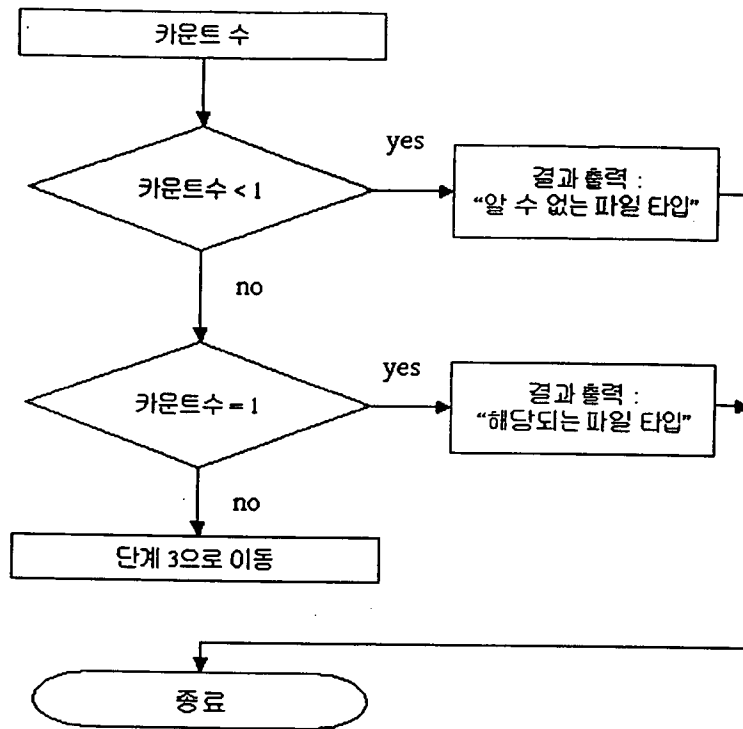 카운트 수
카운트수 < 1
yes
결과 출력 :
“알 수 없는 파일 타입”
no
카운트수 = 1
yes
결과 출력 :
“해당되는 파일 타입”
no
단계 3으로 이동
종료